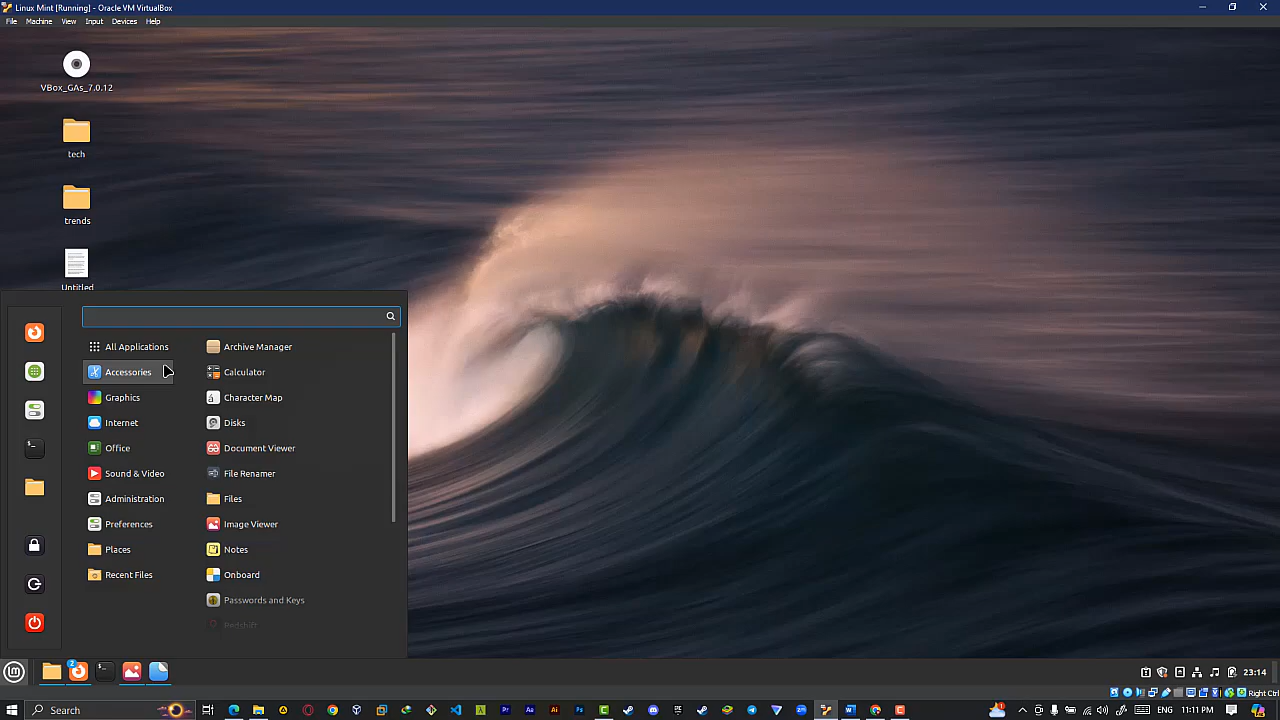 Linux Mint [Running] - Oracle VM VirtualBox
File Machine View Input Devices Help
VBox_GAs_7.0.12
tech
trends
Untitled
All Applications
Accessories
Graphics
Internet
Office
Sound & Video
Administration
Preferences
Places
Recent Files
Archive Manager
Calculator
Character Map
Disks
Document Viewer
File Renamer
Files
Image Viewer
Notes
Onboard
Passwords and Keys
Redshift
2
23:14
Right Ctrl
Search
ENG
11:11 PM